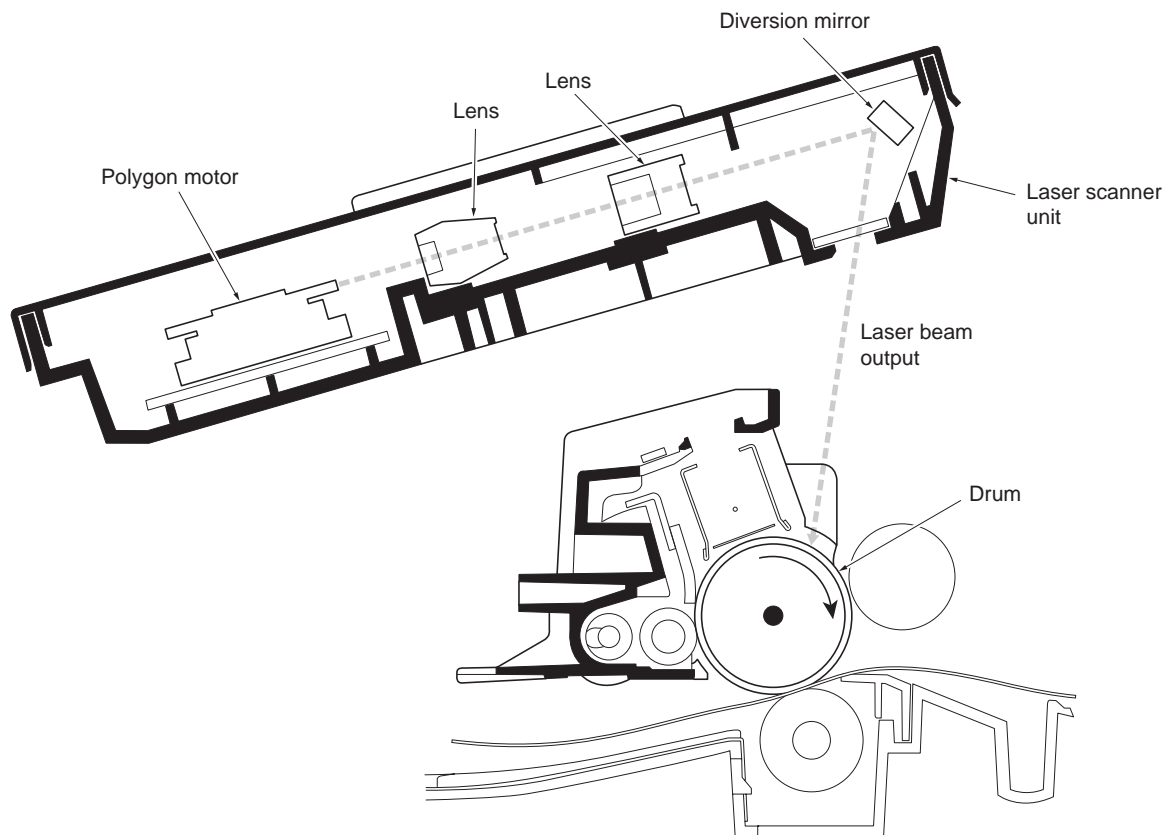 Diversion mirror
Lens
Lens
Polygon motor
Laser scanner
unit
Laser beam
output
Drum